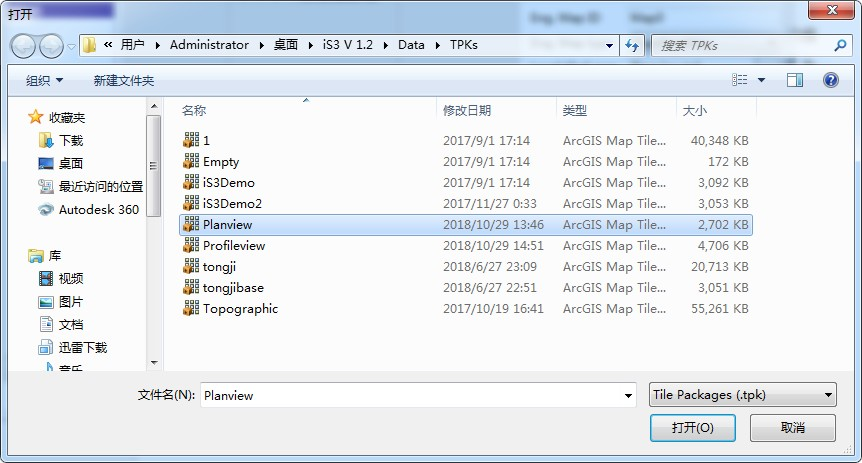 打开
« 用户 Administrator 桌面 iS3 V 1.2 Data TPKs 搜索 TPKs
组织 新建文件夹
收藏夹
下载
桌面
最近访问的位置
Autodesk 360
库
视频
图片
文档
迅雷下载
音乐
名称 修改日期 类型 大小
1 2017/9/1 17:14 ArcGIS Map Tile... 40,348 KB
Empty 2017/9/1 17:14 ArcGIS Map Tile... 172 KB
iS3Demo 2017/9/1 17:14 ArcGIS Map Tile... 3,092 KB
iS3Demo2 2017/11/27 0:33 ArcGIS Map Tile... 3,053 KB
Planview 2018/10/29 13:46 ArcGIS Map Tile... 2,702 KB
Profileview 2018/10/29 14:51 ArcGIS Map Tile... 4,706 KB
tongji 2018/6/27 23:09 ArcGIS Map Tile... 20,713 KB
tongjibase 2018/6/27 22:51 ArcGIS Map Tile... 3,051 KB
Topographic 2017/10/19 16:41 ArcGIS Map Tile... 55,261 KB
文件名(N): Planview Tile Packages (.tpk)
打开(O) 取消